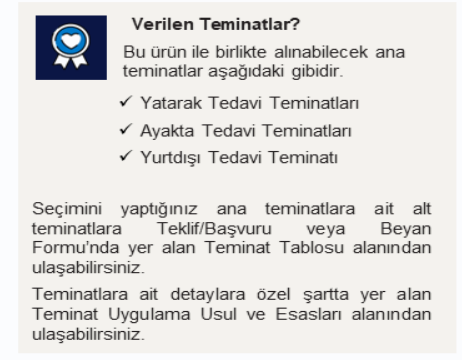 Verilen Teminatlar?
Bu ürün ile birlikte alınabilecek ana
teminatlar aşağıdaki gibidir.
✓ Yatarak Tedavi Teminatları
✓ Ayakta Tedavi Teminatları
✓ Yurtdışı Tedavi Teminatı
Seçimini yaptığınız ana teminatlara ait alt
teminatlara Teklif/Başvuru veya Beyan
Formu'nda yer alan Teminat Tablosu alanından
ulaşabilirsiniz.
Teminatlara ait detaylara özel şartta yer alan
Teminat Uygulama Usul ve Esasları alanından
ulaşabilirsiniz.